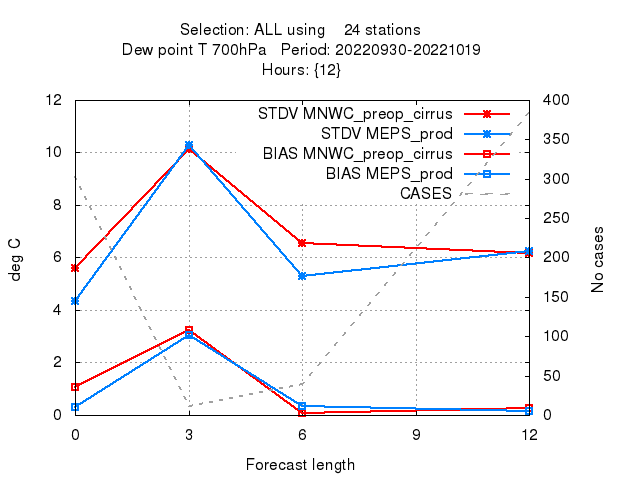 Selection: ALL using    24 stations
Dew point T 700hPa   Period: 20220930-20221019
Hours: {12}
12
10
8
6
4
2
0
400
350
300
250
200
150
100
50
0
STDV MNWC_preop_cirrus
STDV MEPS_prod
BIAS MNWC_preop_cirrus
BIAS MEPS_prod
CASES
deg C
No cases
0
3
6
9
12
Forecast length